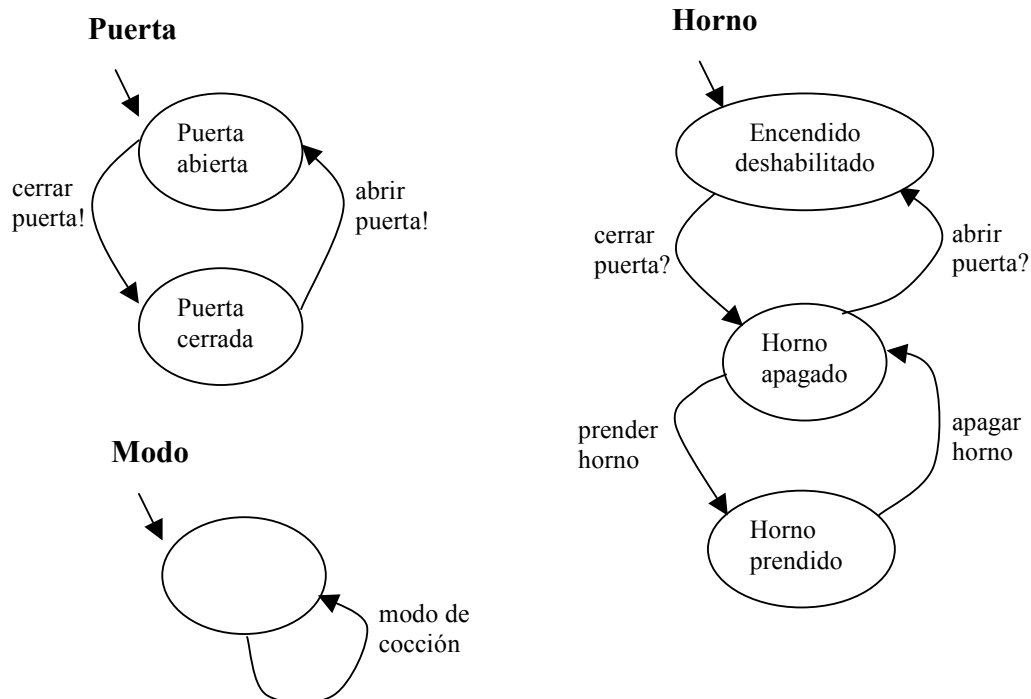 Puerta
Puerta
abierta
cerrar
puerta!
abrir
puerta!
Puerta
cerrada
Modo
modo de
cocción
Horno
Encendido
deshabilitado
cerrar
puerta?
abrir
puerta?
Horno
apagado
prender
horno
apagar
horno
Horno
prendido